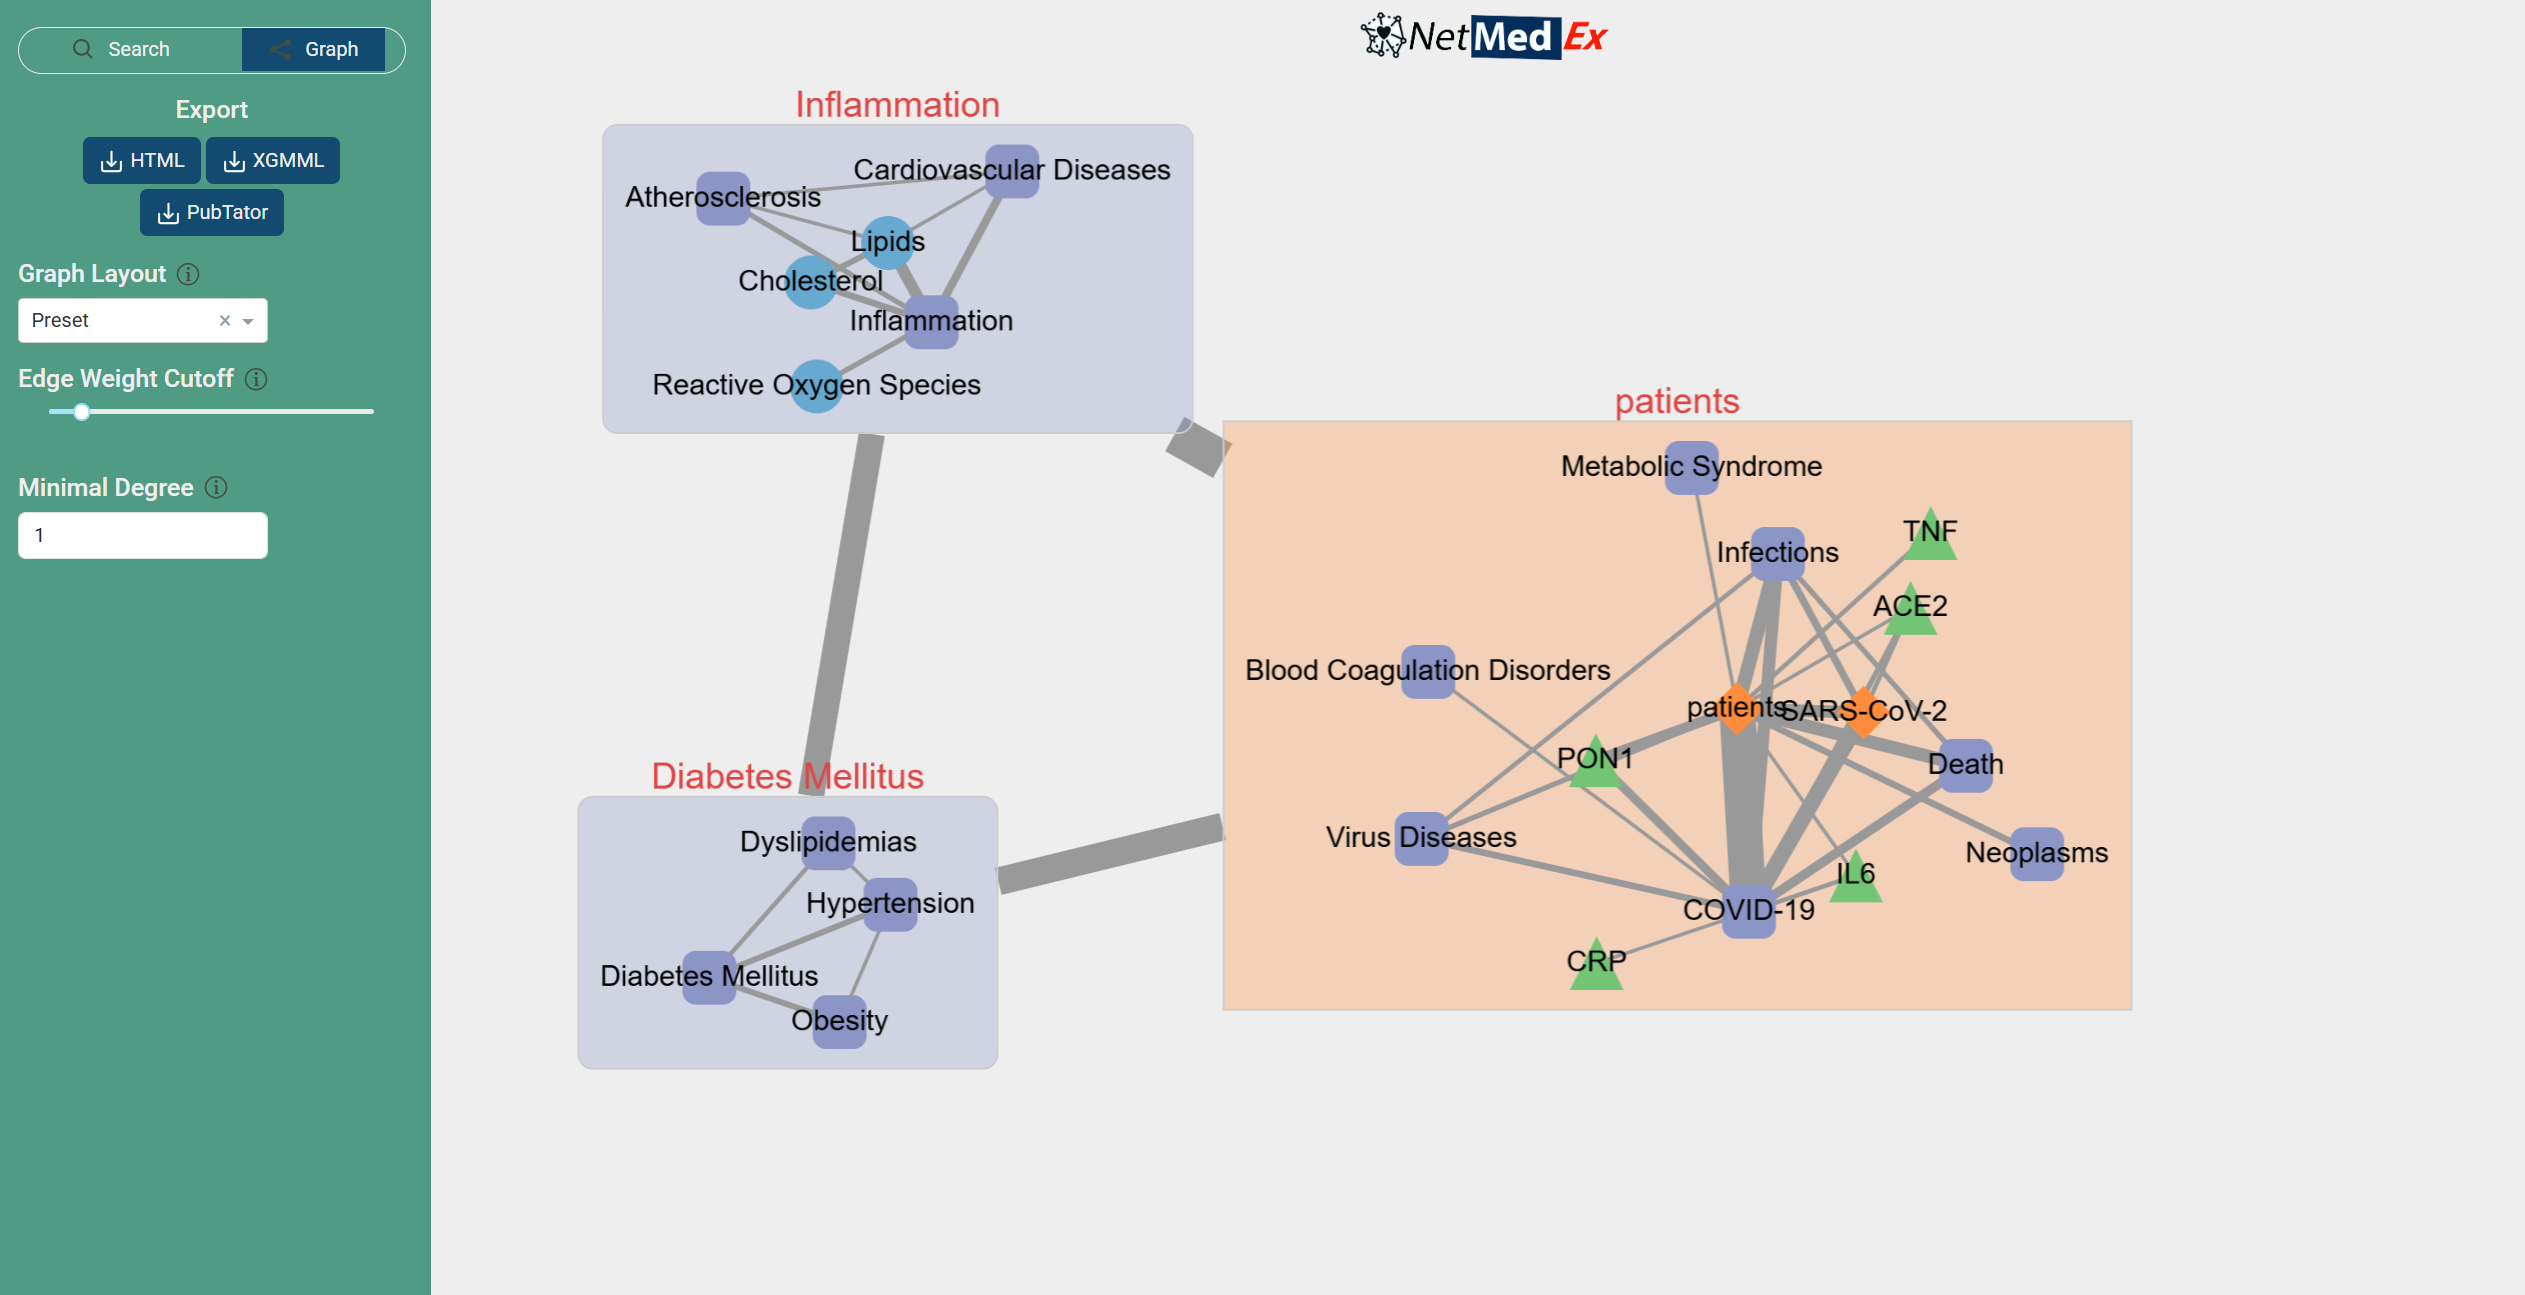 Search
Graph
Export
HTML
XGMML
PubTator
Graph Layout
Preset
Edge Weight Cutoff
Minimal Degree
1
NetMedEx
Inflammation
Cardiovascular Diseases
Atherosclerosis
Lipids
Cholesterol
Inflammation
Reactive Oxygen Species
patients
Metabolic Syndrome
TNF
Infections
ACE2
Blood Coagulation Disorders
patients
SARS-CoV-2
PON1
Death
Virus Diseases
Neoplasms
IL6
COVID-19
CRP
Diabetes Mellitus
Dyslipidemias
Hypertension
Diabetes Mellitus
Obesity